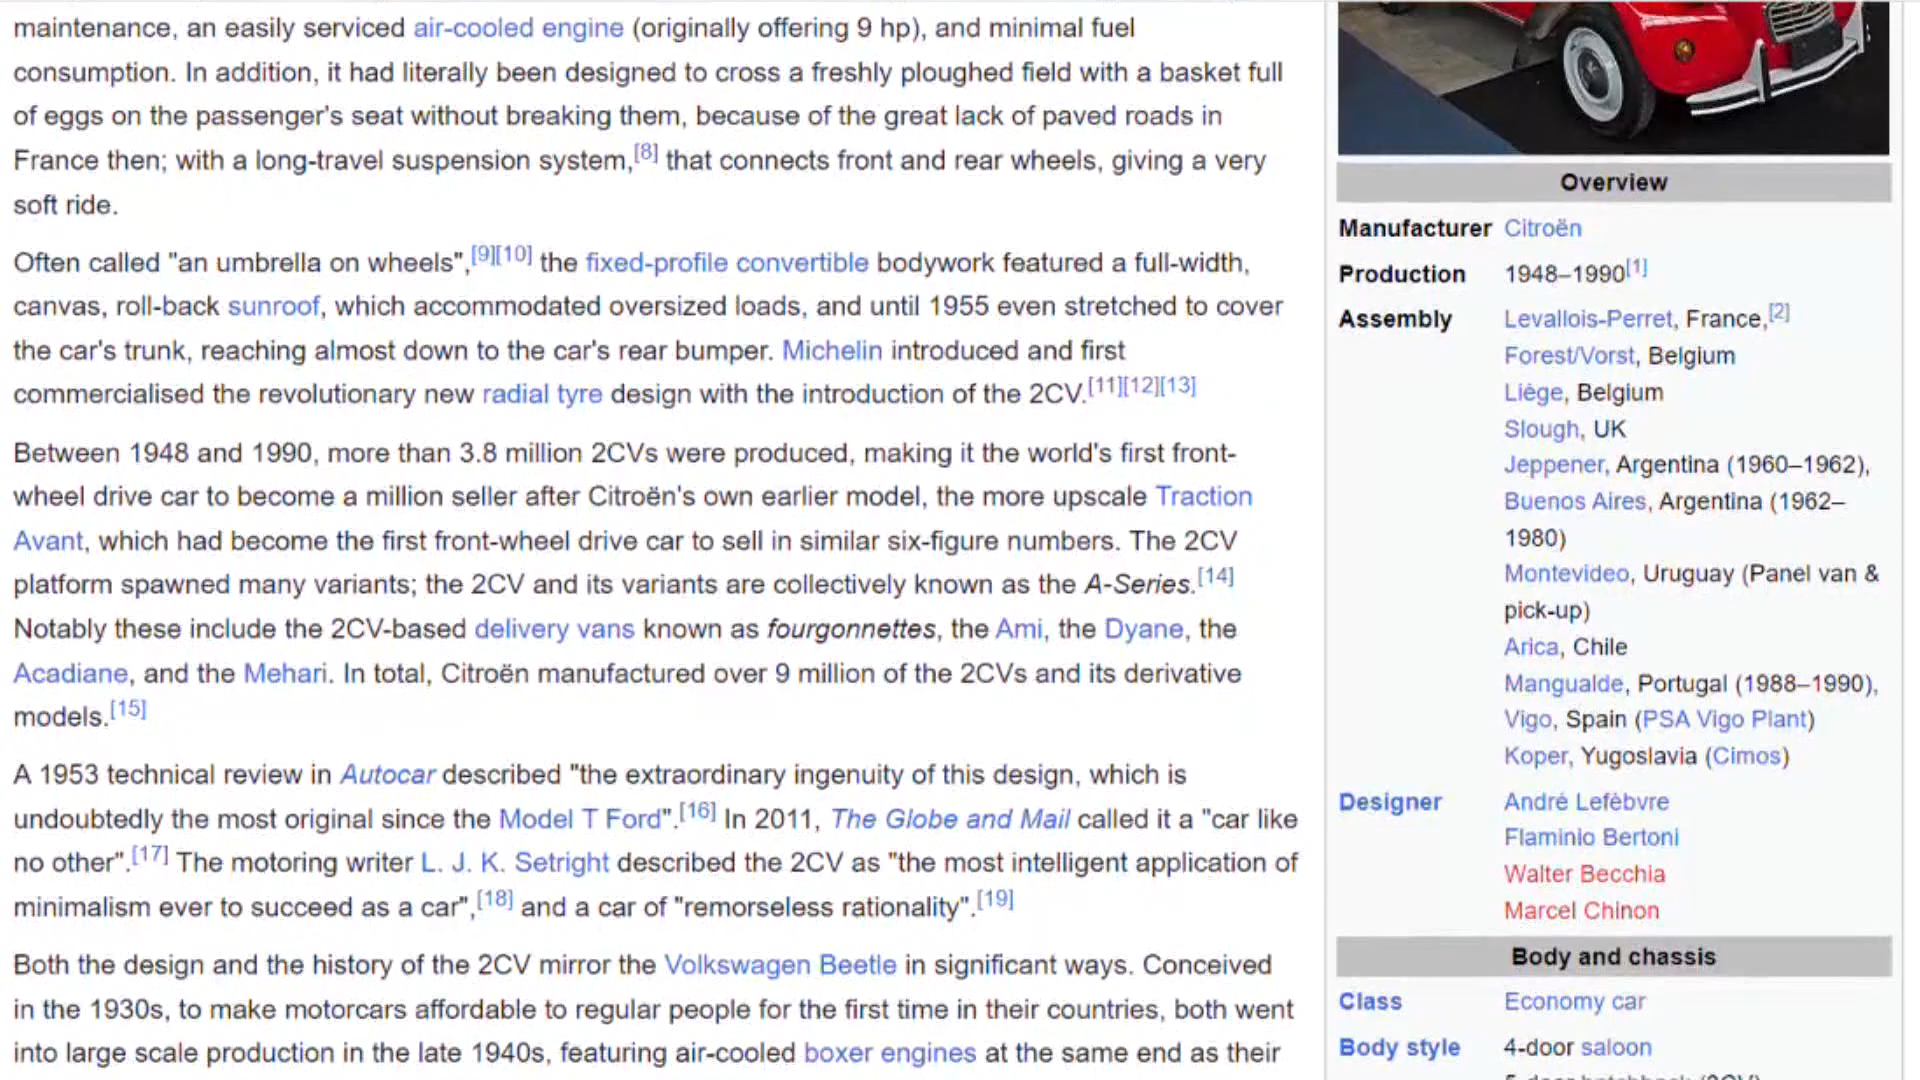 maintenance, an easily serviced air-cooled engine (originally offering 9 hp), and minimal fuel
consumption. In addition, it had literally been designed to cross a freshly ploughed field with a basket full
of eggs on the passenger's seat without breaking them, because of the great lack of paved roads in
France then; with a long-travel suspension system,[8] that connects front and rear wheels, giving a very
soft ride.
Often called "an umbrella on wheels",[9][10] the fixed-profile convertible bodywork featured a full-width,
canvas, roll-back sunroof, which accommodated oversized loads, and until 1955 even stretched to cover
the car's trunk, reaching almost down to the car's rear bumper. Michelin introduced and first
commercialised the revolutionary new radial tyre design with the introduction of the 2CV.[11][12][13]
Between 1948 and 1990, more than 3.8 million 2CVs were produced, making it the world's first front-
wheel drive car to become a million seller after Citroën's own earlier model, the more upscale Traction
Avant, which had become the first front-wheel drive car to sell in similar six-figure numbers. The 2CV
platform spawned many variants; the 2CV and its variants are collectively known as the A-Series.[14]
Notably these include the 2CV-based delivery vans known as fourgonnettes, the Ami, the Dyane, the
Acadiane, and the Mehari. In total, Citroën manufactured over 9 million of the 2CVs and its derivative
models.[15]
A 1953 technical review in Autocar described "the extraordinary ingenuity of this design, which is
undoubtedly the most original since the Model T Ford".[16] In 2011, The Globe and Mail called it a "car like
no other".[17] The motoring writer L. J. K. Setright described the 2CV as "the most intelligent application of
minimalism ever to succeed as a car",[18] and a car of "remorseless rationality".[19]
Both the design and the history of the 2CV mirror the Volkswagen Beetle in significant ways. Conceived
in the 1930s, to make motorcars affordable to regular people for the first time in their countries, both went
into large scale production in the late 1940s, featuring air-cooled boxer engines at the same end as their
Overview
Manufacturer Citroën
Production 1948–1990[1]
Assembly Levallois-Perret, France,[2]
Forest/Vorst, Belgium
Liège, Belgium
Slough, UK
Jeppener, Argentina (1960–1962),
Buenos Aires, Argentina (1962–
1980)
Montevideo, Uruguay (Panel van &
pick-up)
Arica, Chile
Mangualde, Portugal (1988–1990),
Vigo, Spain (PSA Vigo Plant)
Koper, Yugoslavia (Cimos)
Designer André Lefèbvre
Flaminio Bertoni
Walter Becchia
Marcel Chinon
Body and chassis
Class Economy car
Body style 4-door saloon